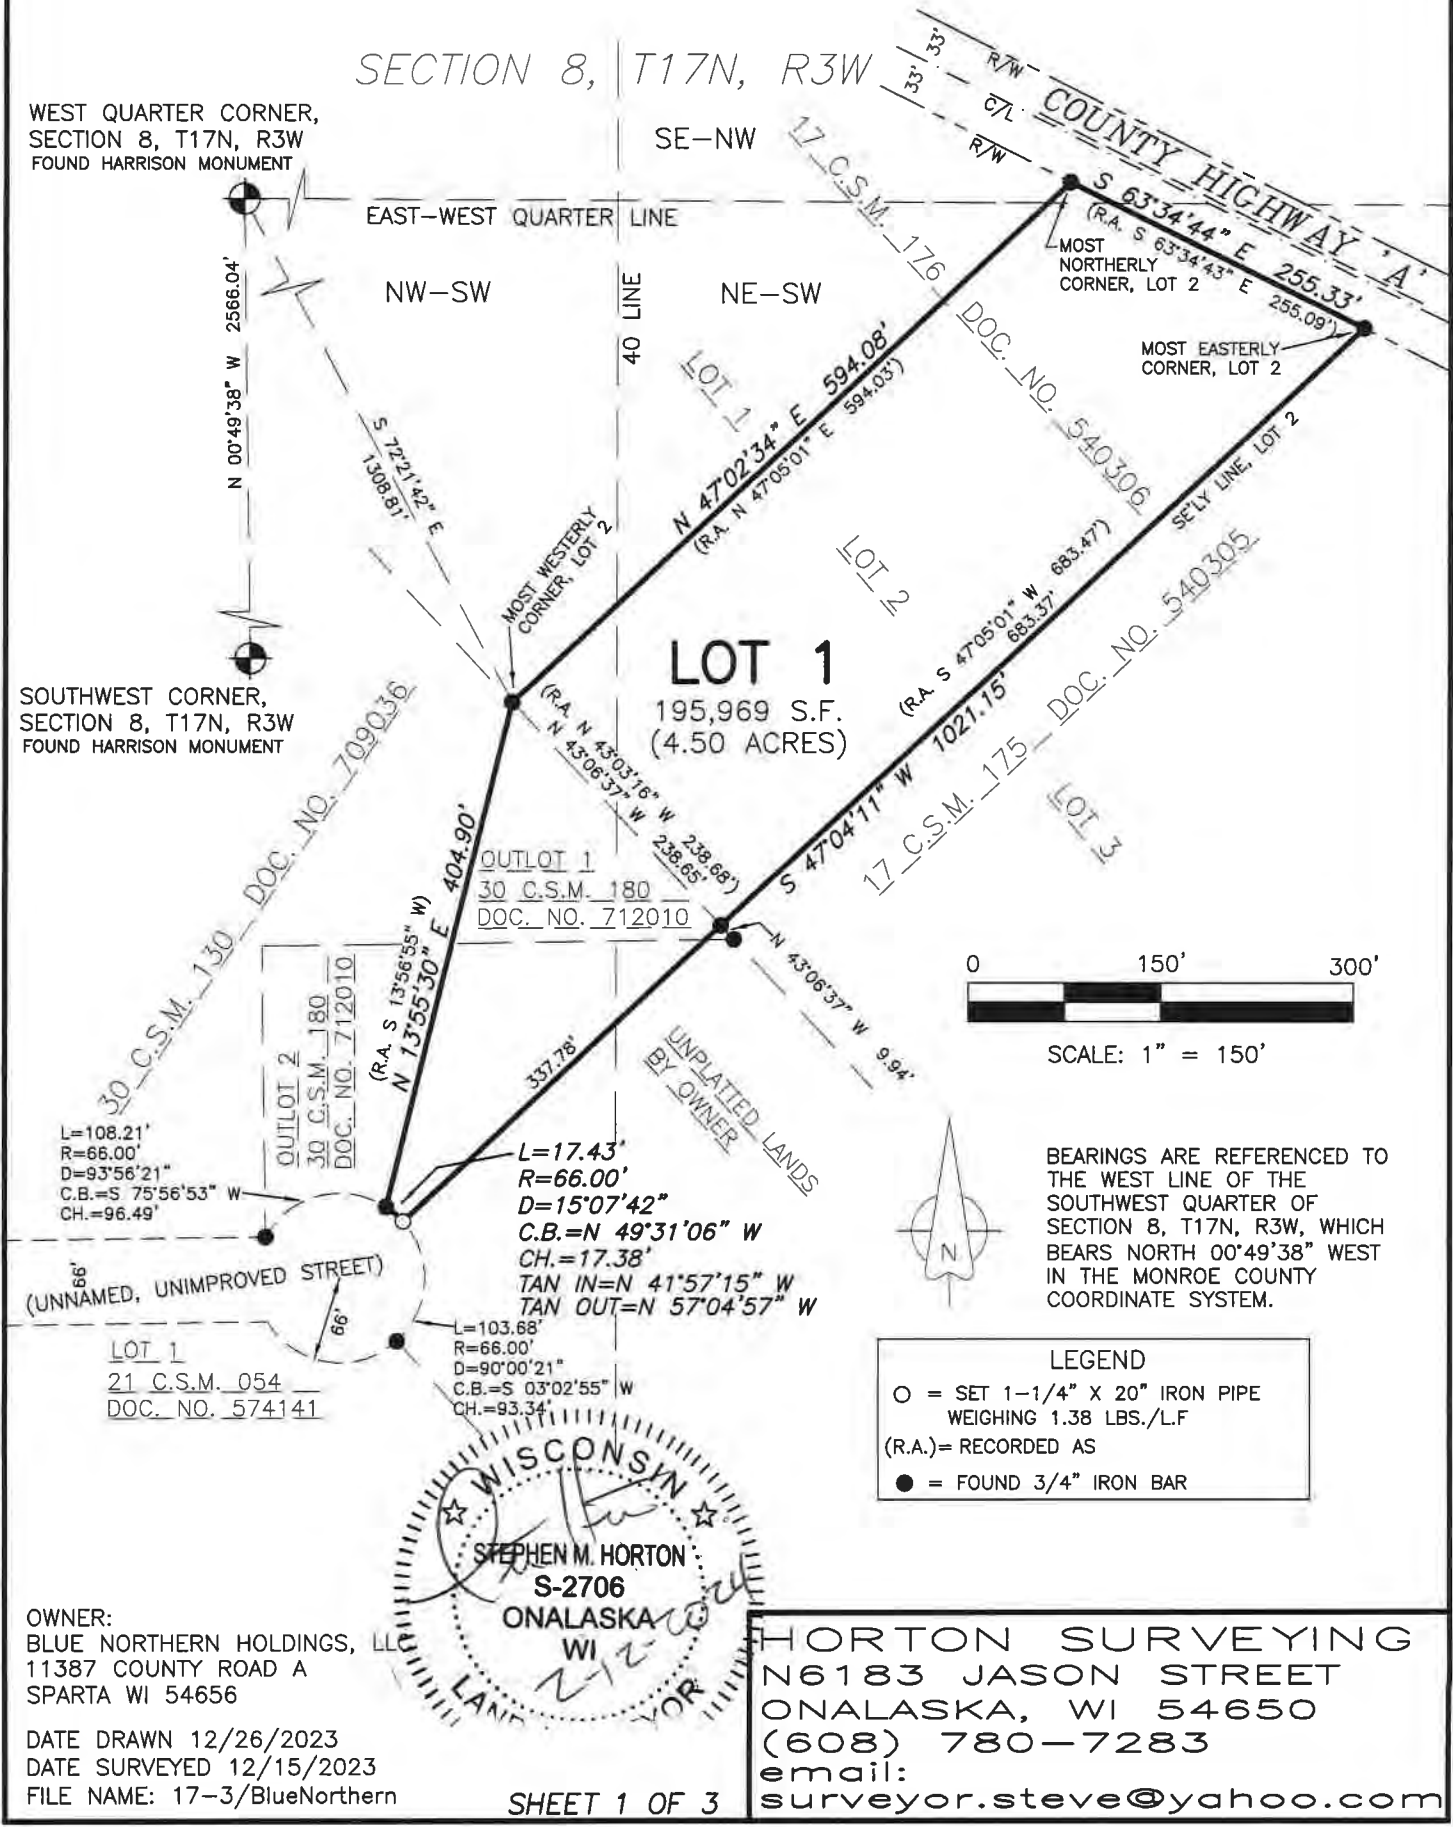 SECTION 8, T17N, R3W
WEST QUARTER CORNER,
SECTION 8, T17N, R3W
FOUND HARRISON MONUMENT
SE-NW
EAST-WEST QUARTER LINE
NW-SW
NE-SW
40 LINE
33'
33'
R/W
C/L
R/W
COUNTY HIGHWAY 'A'
S 63°34'44" E 255.33'
(R.A. S 63°34'43" E 255.09')
MOST
NORTHERLY
CORNER, LOT 2
MOST EASTERLY
CORNER, LOT 2
17 C.S.M. 176 DOC. NO. 540306
LOT 1
N 47°02'34" E 594.08'
(R.A. N 47°05'01" E 594.03')
N 00°49'38" W 2566.04'
S 72°21'42" E
1308.81'
MOST WESTERLY
CORNER, LOT 2
SE'LY LINE, LOT 2
LOT 2
LOT 1
195,969 S.F.
(4.50 ACRES)
(R.A. S 47°05'01" W 683.47')
683.37'
S 47°04'11" W 1021.15'
17 C.S.M. 175 DOC. NO. 540305
LOT 3
SOUTHWEST CORNER,
SECTION 8, T17N, R3W
FOUND HARRISON MONUMENT
30 C.S.M. 130 DOC. NO. 709036
(R.A. N 43°03'16" W 238.68')
N 43°06'37" W 238.65'
OUTLOT 1
30 C.S.M. 180
DOC. NO. 712010
(R.A. S 13°56'55" W)
N 13°55'30" E 404.90'
OUTLOT 2
30 C.S.M. 180
DOC. NO. 712010
N 43°06'37" W 9.94'
337.78'
UNPLATTED LANDS
BY OWNER
0 150' 300'
SCALE: 1" = 150'
L=108.21'
R=66.00'
D=93°56'21"
C.B.=S 75°56'53" W
CH.=96.49'
L=17.43'
R=66.00'
D=15°07'42"
C.B.=N 49°31'06" W
CH.=17.38'
TAN IN=N 41°57'15" W
TAN OUT=N 57°04'57" W
N
BEARINGS ARE REFERENCED TO
THE WEST LINE OF THE
SOUTHWEST QUARTER OF
SECTION 8, T17N, R3W, WHICH
BEARS NORTH 00°49'38" WEST
IN THE MONROE COUNTY
COORDINATE SYSTEM.
66'
(UNNAMED, UNIMPROVED STREET)
66'
L=103.68'
R=66.00'
D=90°00'21"
C.B.=S 03°02'55" W
CH.=93.34'
LOT 1
21 C.S.M. 054
DOC. NO. 574141
LEGEND
O = SET 1-1/4" X 20" IRON PIPE
WEIGHING 1.38 LBS./L.F
(R.A.)= RECORDED AS
● = FOUND 3/4" IRON BAR
WISCONSIN
STEPHEN M. HORTON
S-2706
ONALASKA
WI
2-12-2024
LAND
OWNER:
BLUE NORTHERN HOLDINGS, LLC
11387 COUNTY ROAD A
SPARTA WI 54656
DATE DRAWN 12/26/2023
DATE SURVEYED 12/15/2023
FILE NAME: 17-3/BlueNorthern
SHEET 1 OF 3
HORTON SURVEYING
N6183 JASON STREET
ONALASKA, WI 54650
(608) 780-7283
email:
surveyor.steve@yahoo.com